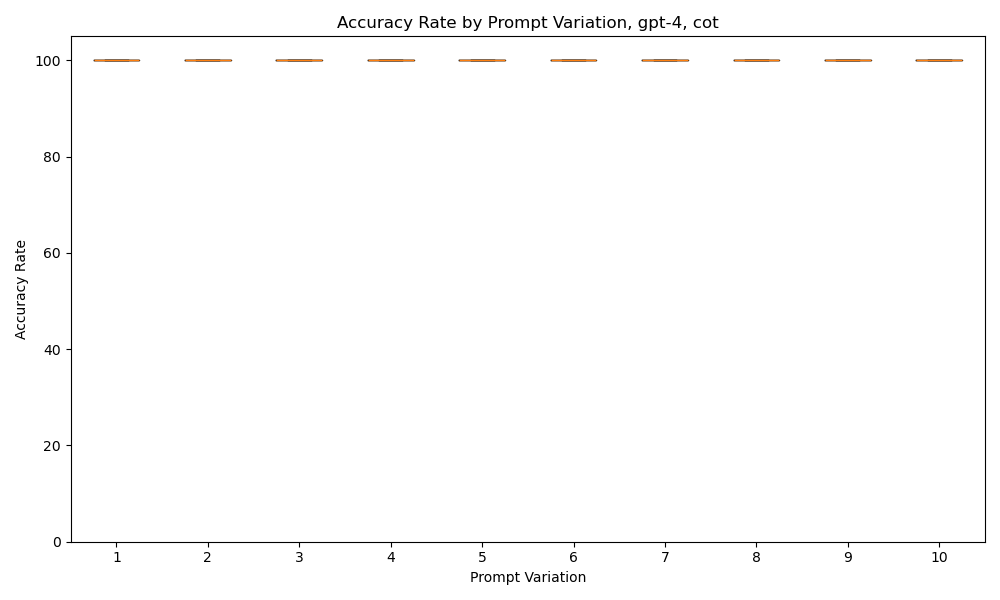 Accuracy Rate by Prompt Variation, gpt-4, cot
100
80
60
40
20
0
Accuracy Rate
1 2 3 4 5 6 7 8 9 10
Prompt Variation